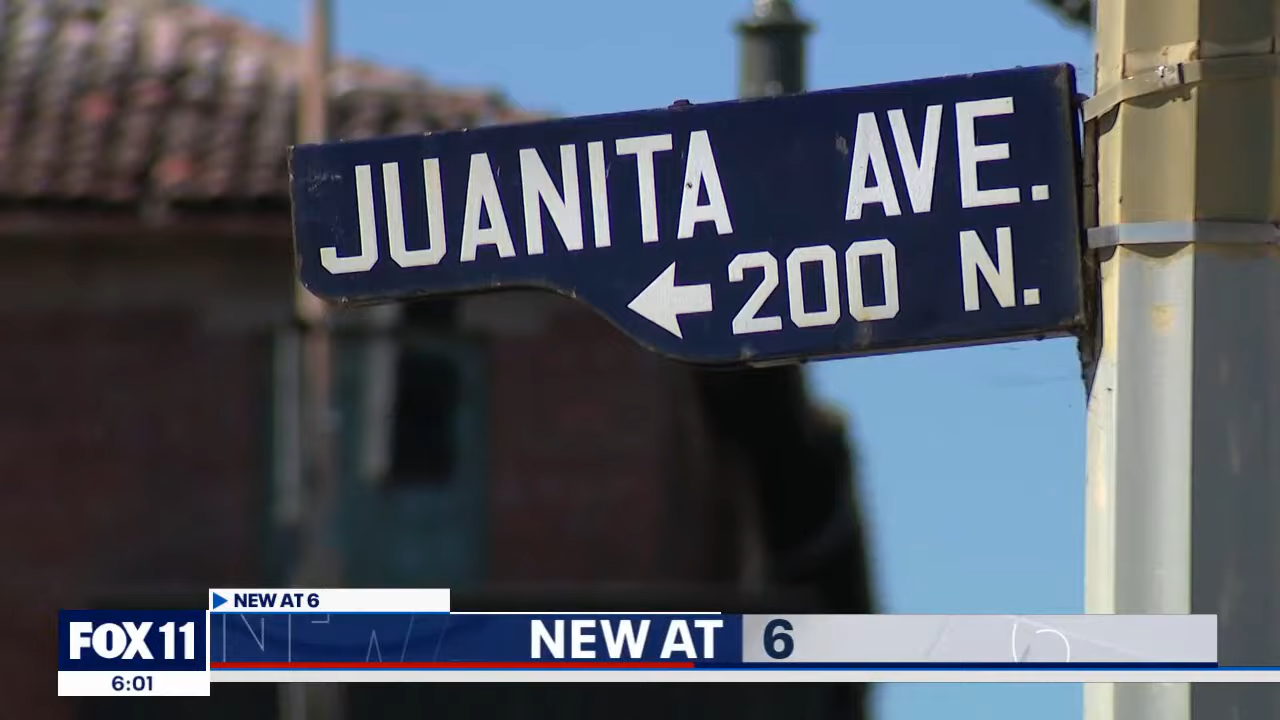 JUANITA AVE.
200 N.
NEW AT 6
FOX 11
NEW AT 6
6:01